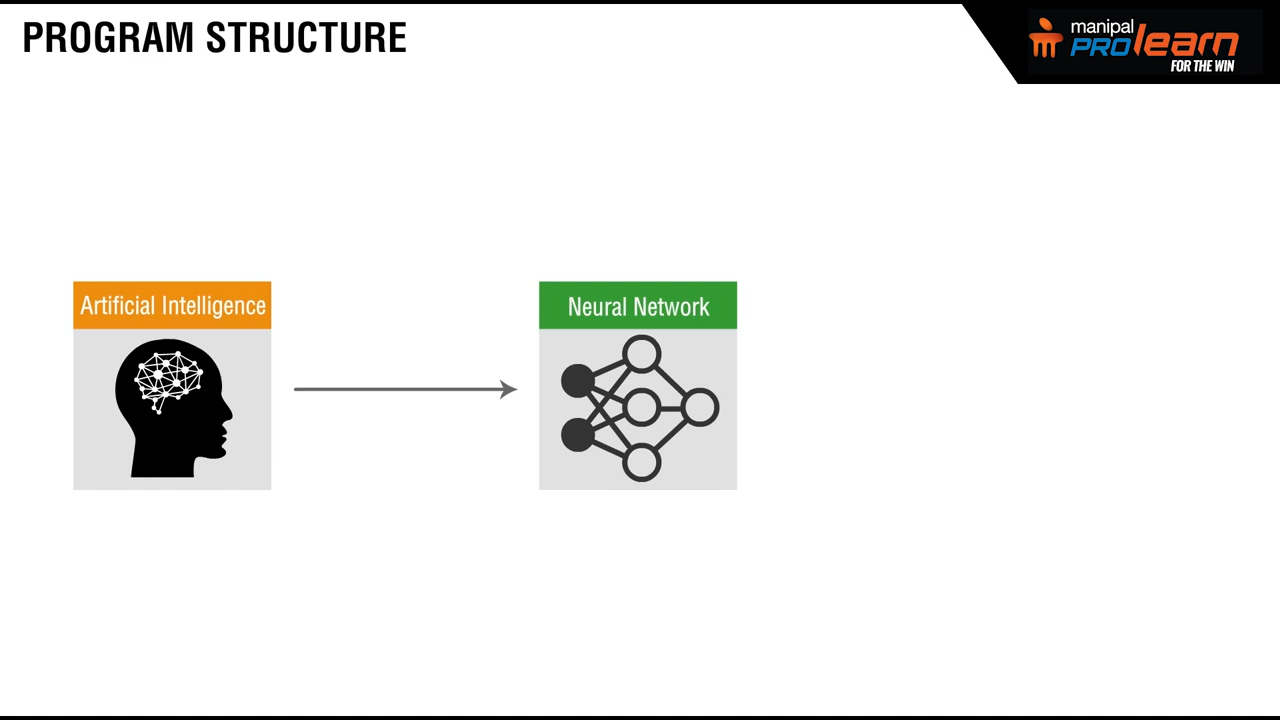 PROGRAM STRUCTURE
manipal
PROlearn
FOR THE WIN
Artificial Intelligence
Neural Network